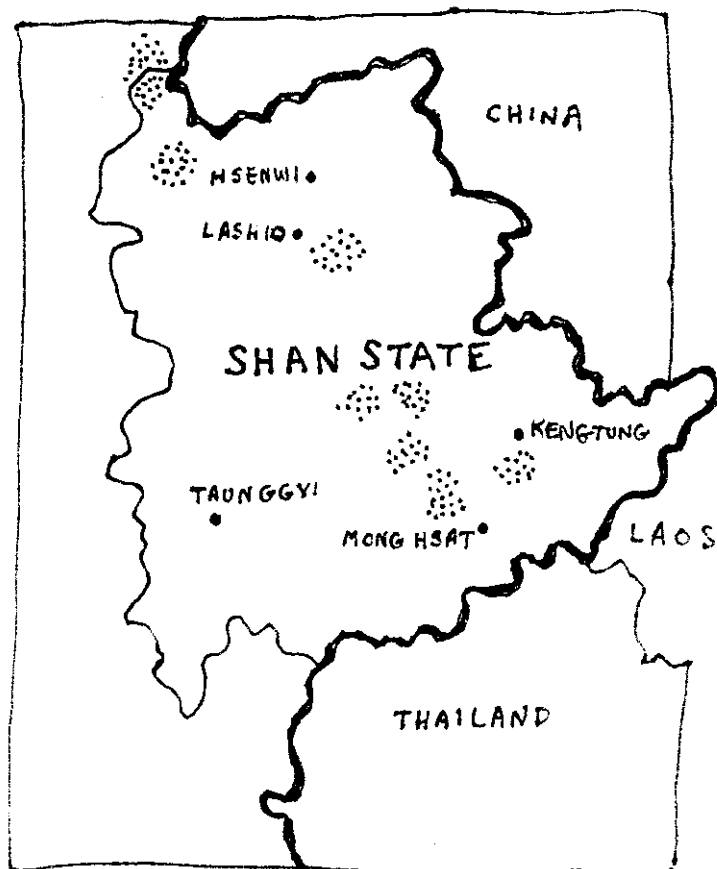 CHINA
HSENWI
LASHIO
SHAN STATE
KENGTUNG
TAUNGGYI
MONG HSAT
LAOS
THAILAND